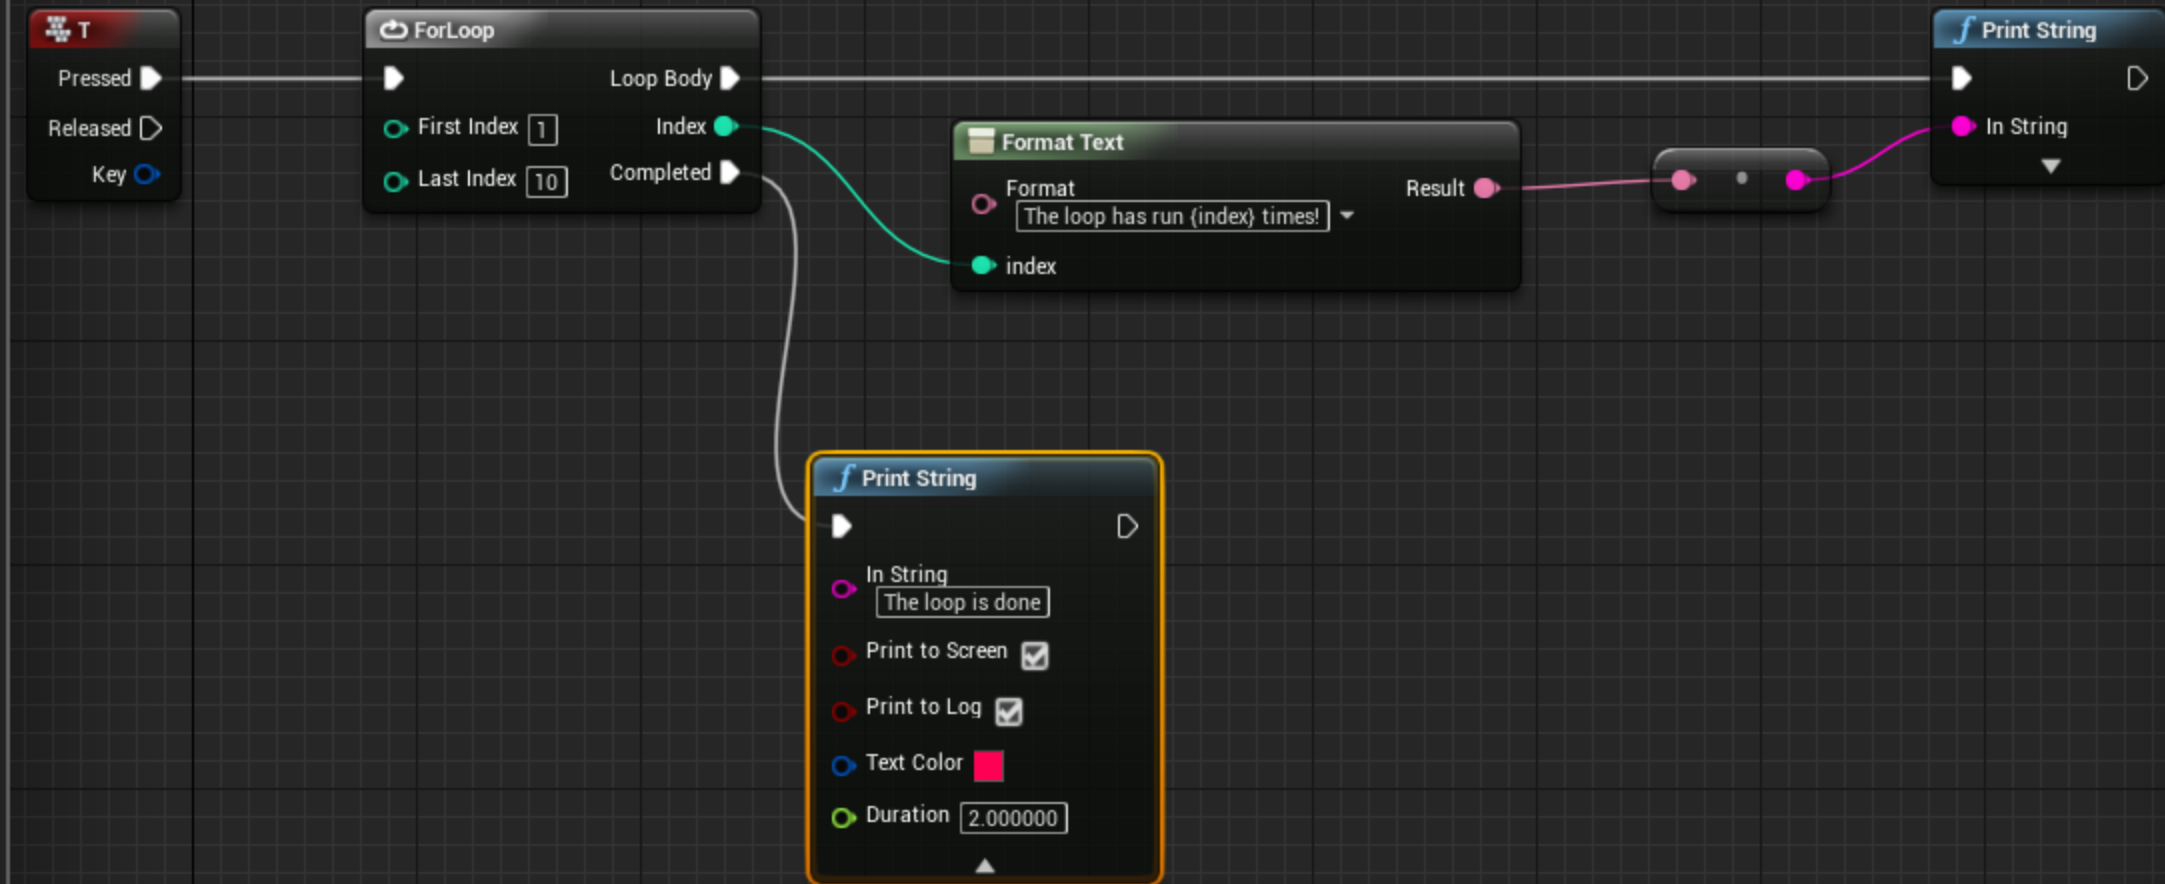 T
Pressed
Released
Key
ForLoop
Loop Body
First Index 1
Index
Last Index 10
Completed
Format Text
Format
The loop has run {index} times!
Result
index
f Print String
In String
f Print String
In String
The loop is done
Print to Screen
Print to Log
Text Color
Duration 2.000000